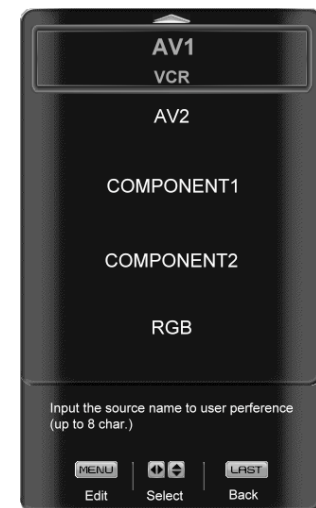 AV1
VCR
AV2
COMPONENT1
COMPONENT2
RGB
Input the source name to user perference
(up to 8 char.)
MENU LAST
Edit Select Back